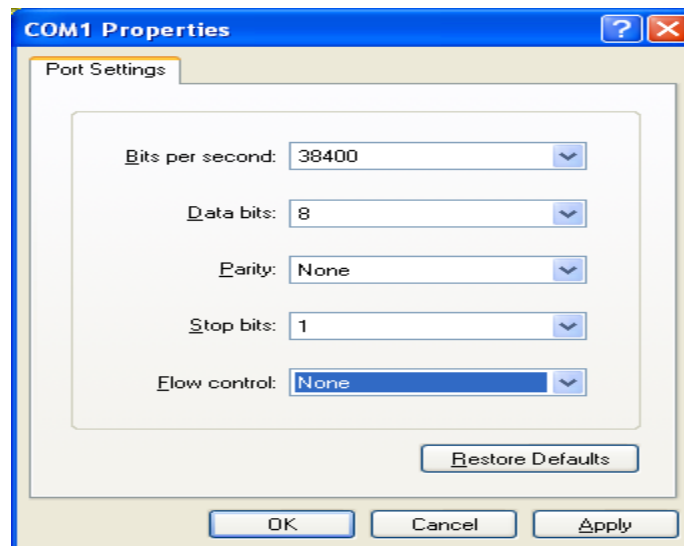 COM1 Properties
Port Settings
Bits per second: 38400
Data bits: 8
Parity: None
Stop bits: 1
Flow control: None
Restore Defaults
OK Cancel Apply